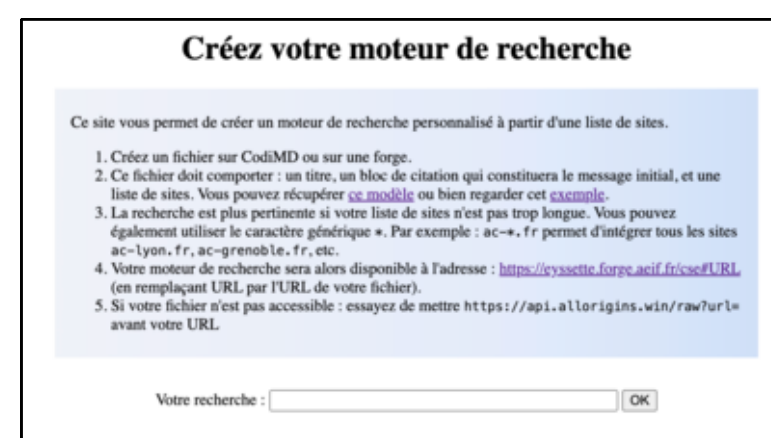 Créez votre moteur de recherche
Ce site vous permet de créer un moteur de recherche personnalisé à partir d'une liste de sites.
1. Créez un fichier sur CodiMD ou sur une forge.
2. Ce fichier doit comporter : un titre, un bloc de citation qui constituera le message initial, et une
liste de sites. Vous pouvez récupérer ce modèle ou bien regarder cet exemple.
3. La recherche est plus pertinente si votre liste de sites n'est pas trop longue. Vous pouvez
également utiliser le caractère générique *. Par exemple : ac-*.fr permet d'intégrer tous les sites
ac-lyon.fr, ac-grenoble.fr, etc.
4. Votre moteur de recherche sera alors disponible à l'adresse : https://eyssette.forge.aeif.fr/cse#URL
(en remplaçant URL par l'URL de votre fichier).
5. Si votre fichier n'est pas accessible : essayez de mettre https://api.allorigins.win/raw?url=
avant votre URL
Votre recherche : OK